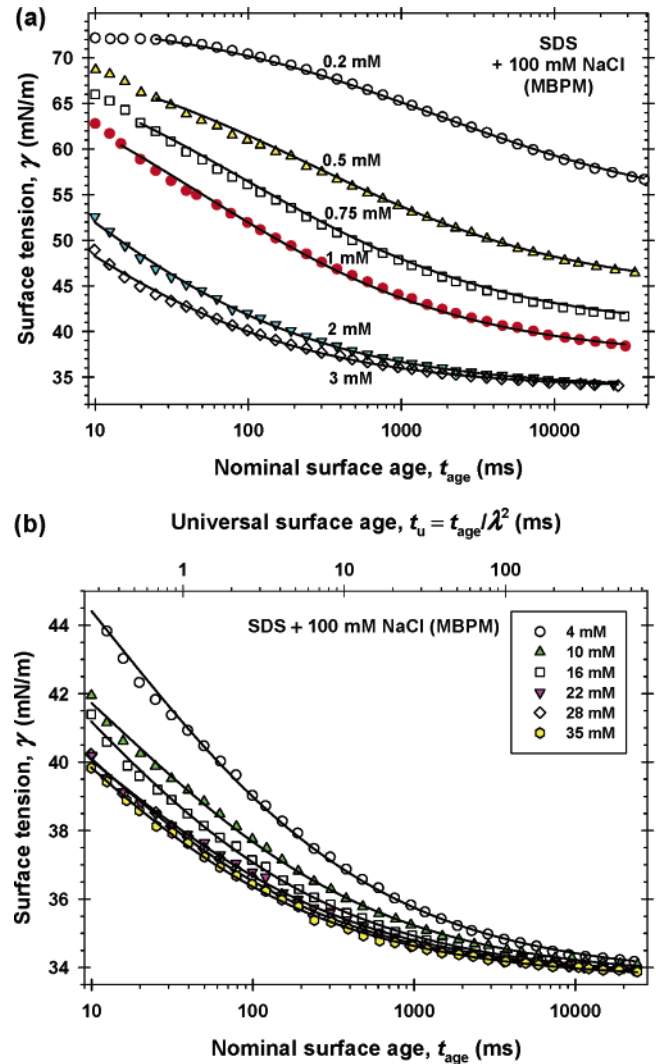 (a)
70
65
60
55
50
45
40
35
Surface tension, γ (mN/m)
SDS
+ 100 mM NaCl
(MBPM)
0.2 mM
0.5 mM
0.75 mM
1 mM
2 mM
3 mM
10 100 1000 10000
Nominal surface age, t_age (ms)
(b)
Universal surface age, t_u = t_age/λ² (ms)
1 10 100
44
42
40
38
36
34
Surface tension, γ (mN/m)
SDS + 100 mM NaCl (MBPM)
4 mM
10 mM
16 mM
22 mM
28 mM
35 mM
10 100 1000 10000
Nominal surface age, t_age (ms)